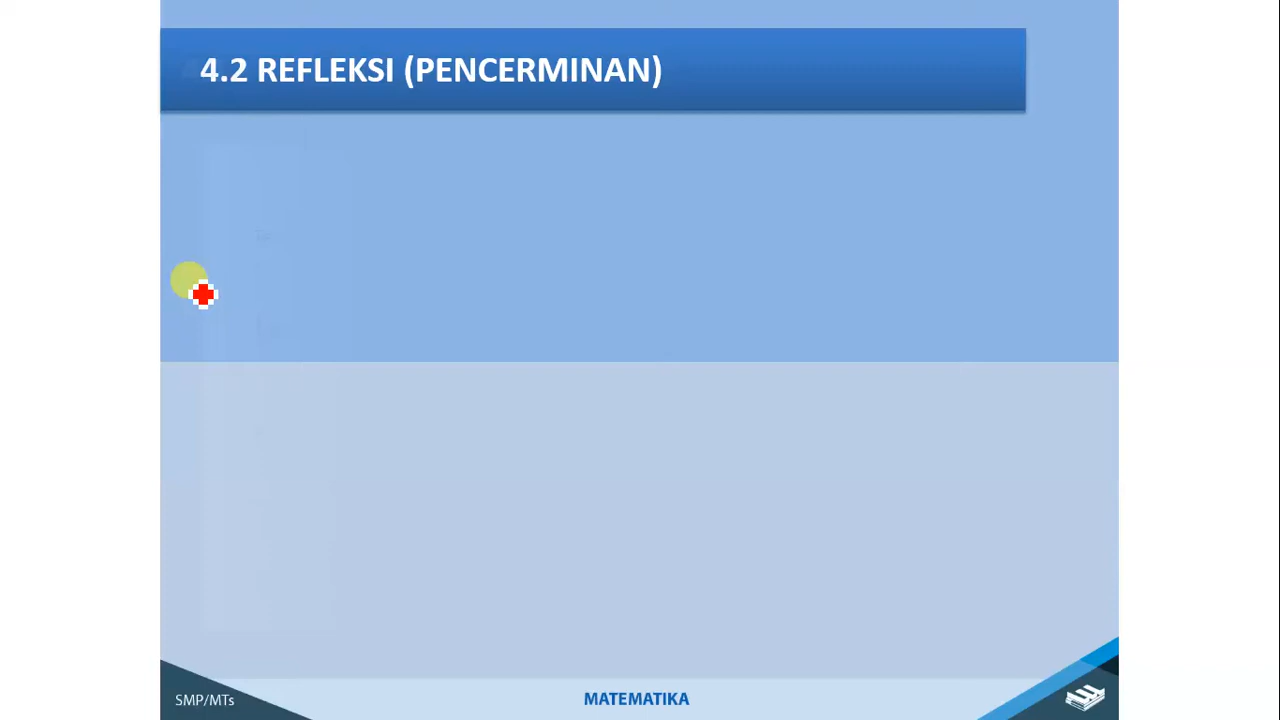 4.2 REFLEKSI (PENCERMINAN)
SMP/MTs
MATEMATIKA